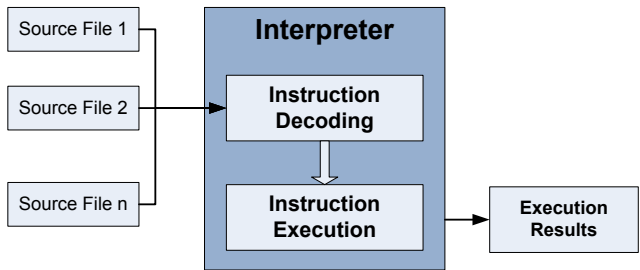 Source File 1
Source File 2
Source File n
Interpreter
Instruction
Decoding
Instruction
Execution
Execution
Results